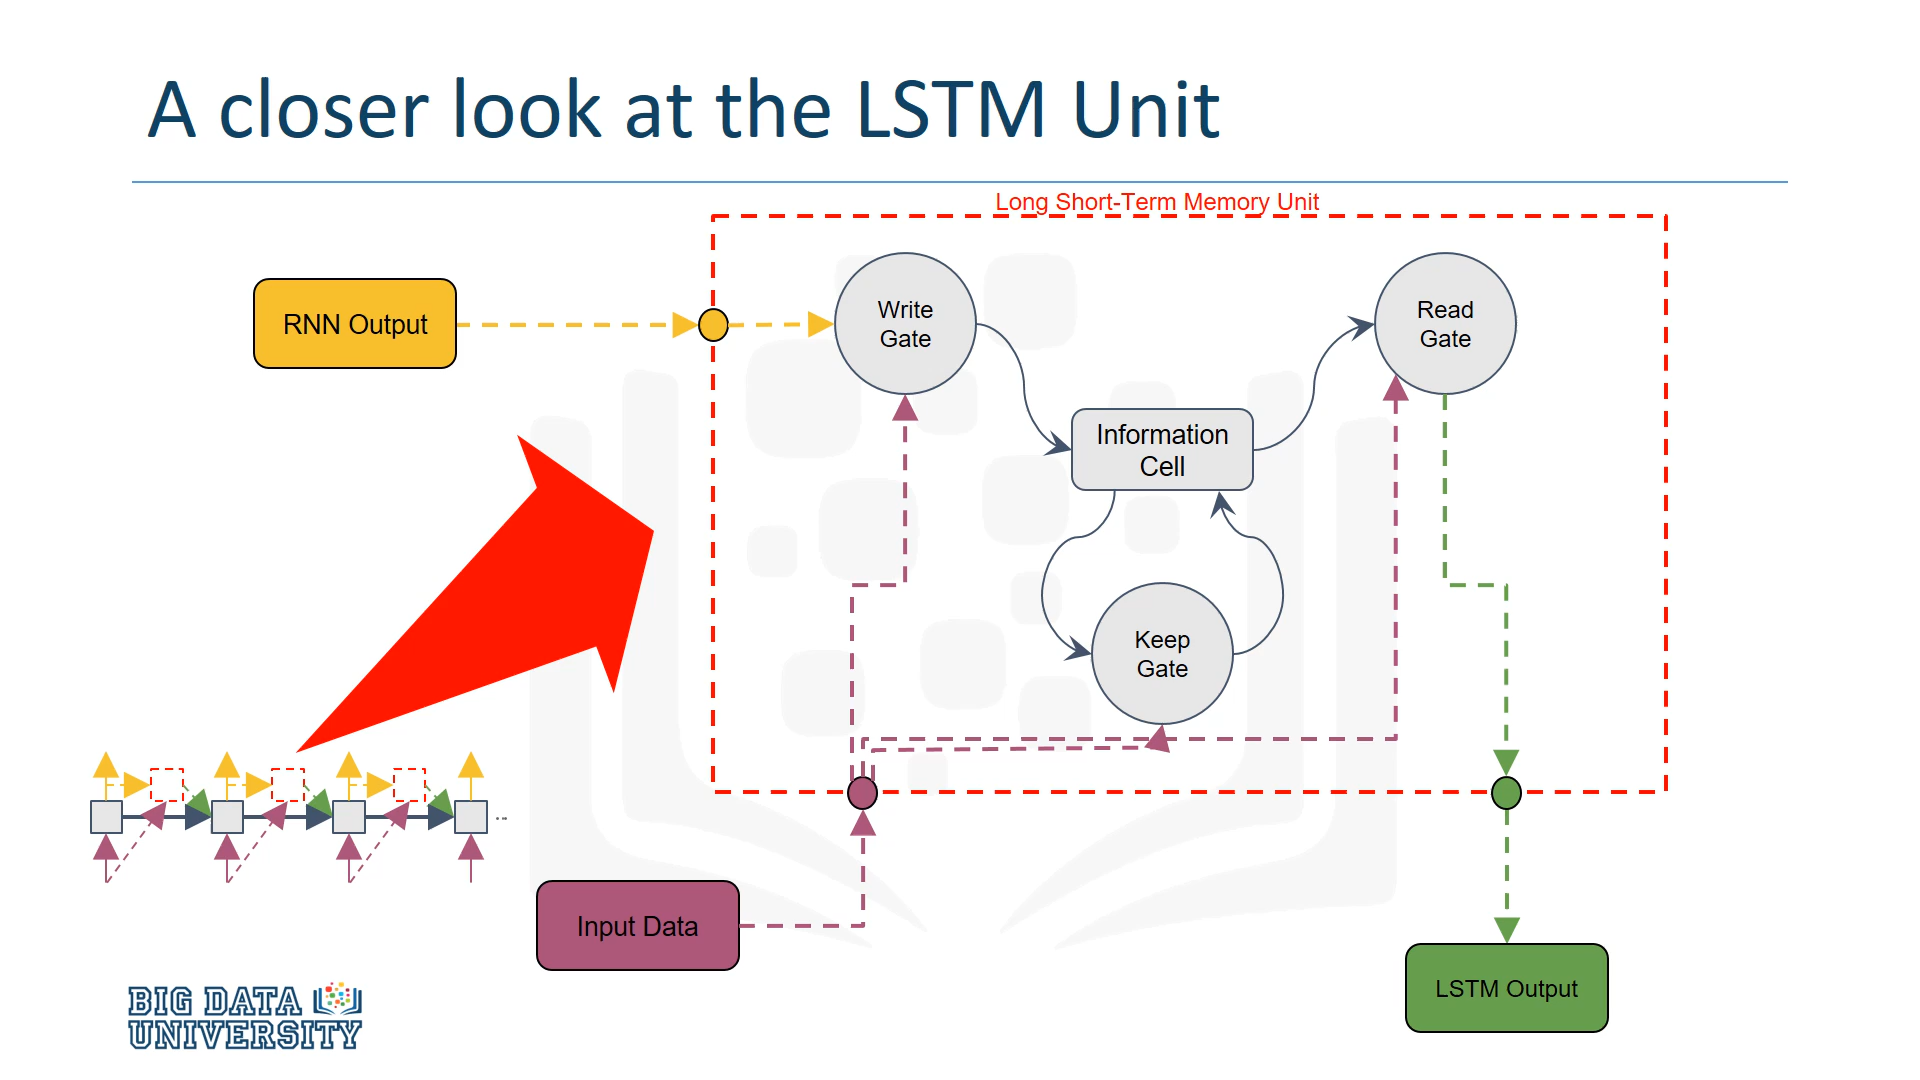 A closer look at the LSTM Unit
Long Short-Term Memory Unit
RNN Output
Write
Gate
Read
Gate
Information
Cell
Keep
Gate
...
Input Data
LSTM Output
BIG DATA
UNIVERSITY